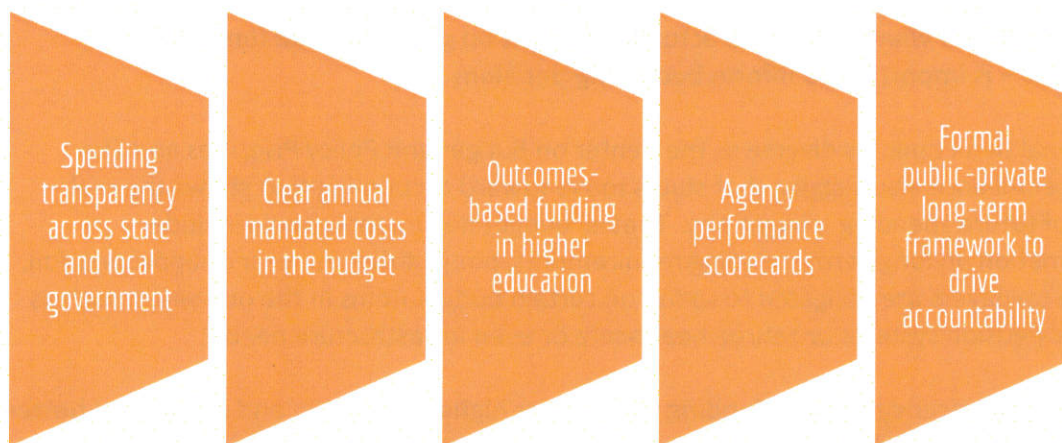 Spending
transparency
across state
and local
government
Clear annual
mandated costs
in the budget
Outcomes-
based funding
in higher
education
Agency
performance
scorecards
Formal
public-private
long-term
framework to
drive
accountability